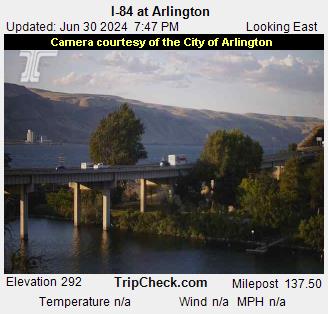 I-84 at Arlington
Updated: Jun 30 2024 7:47 PM Looking East
Camera courtesy of the City of Arlington
Elevation 292 TripCheck.com Milepost 137.50
Temperature n/a Wind n/a MPH n/a